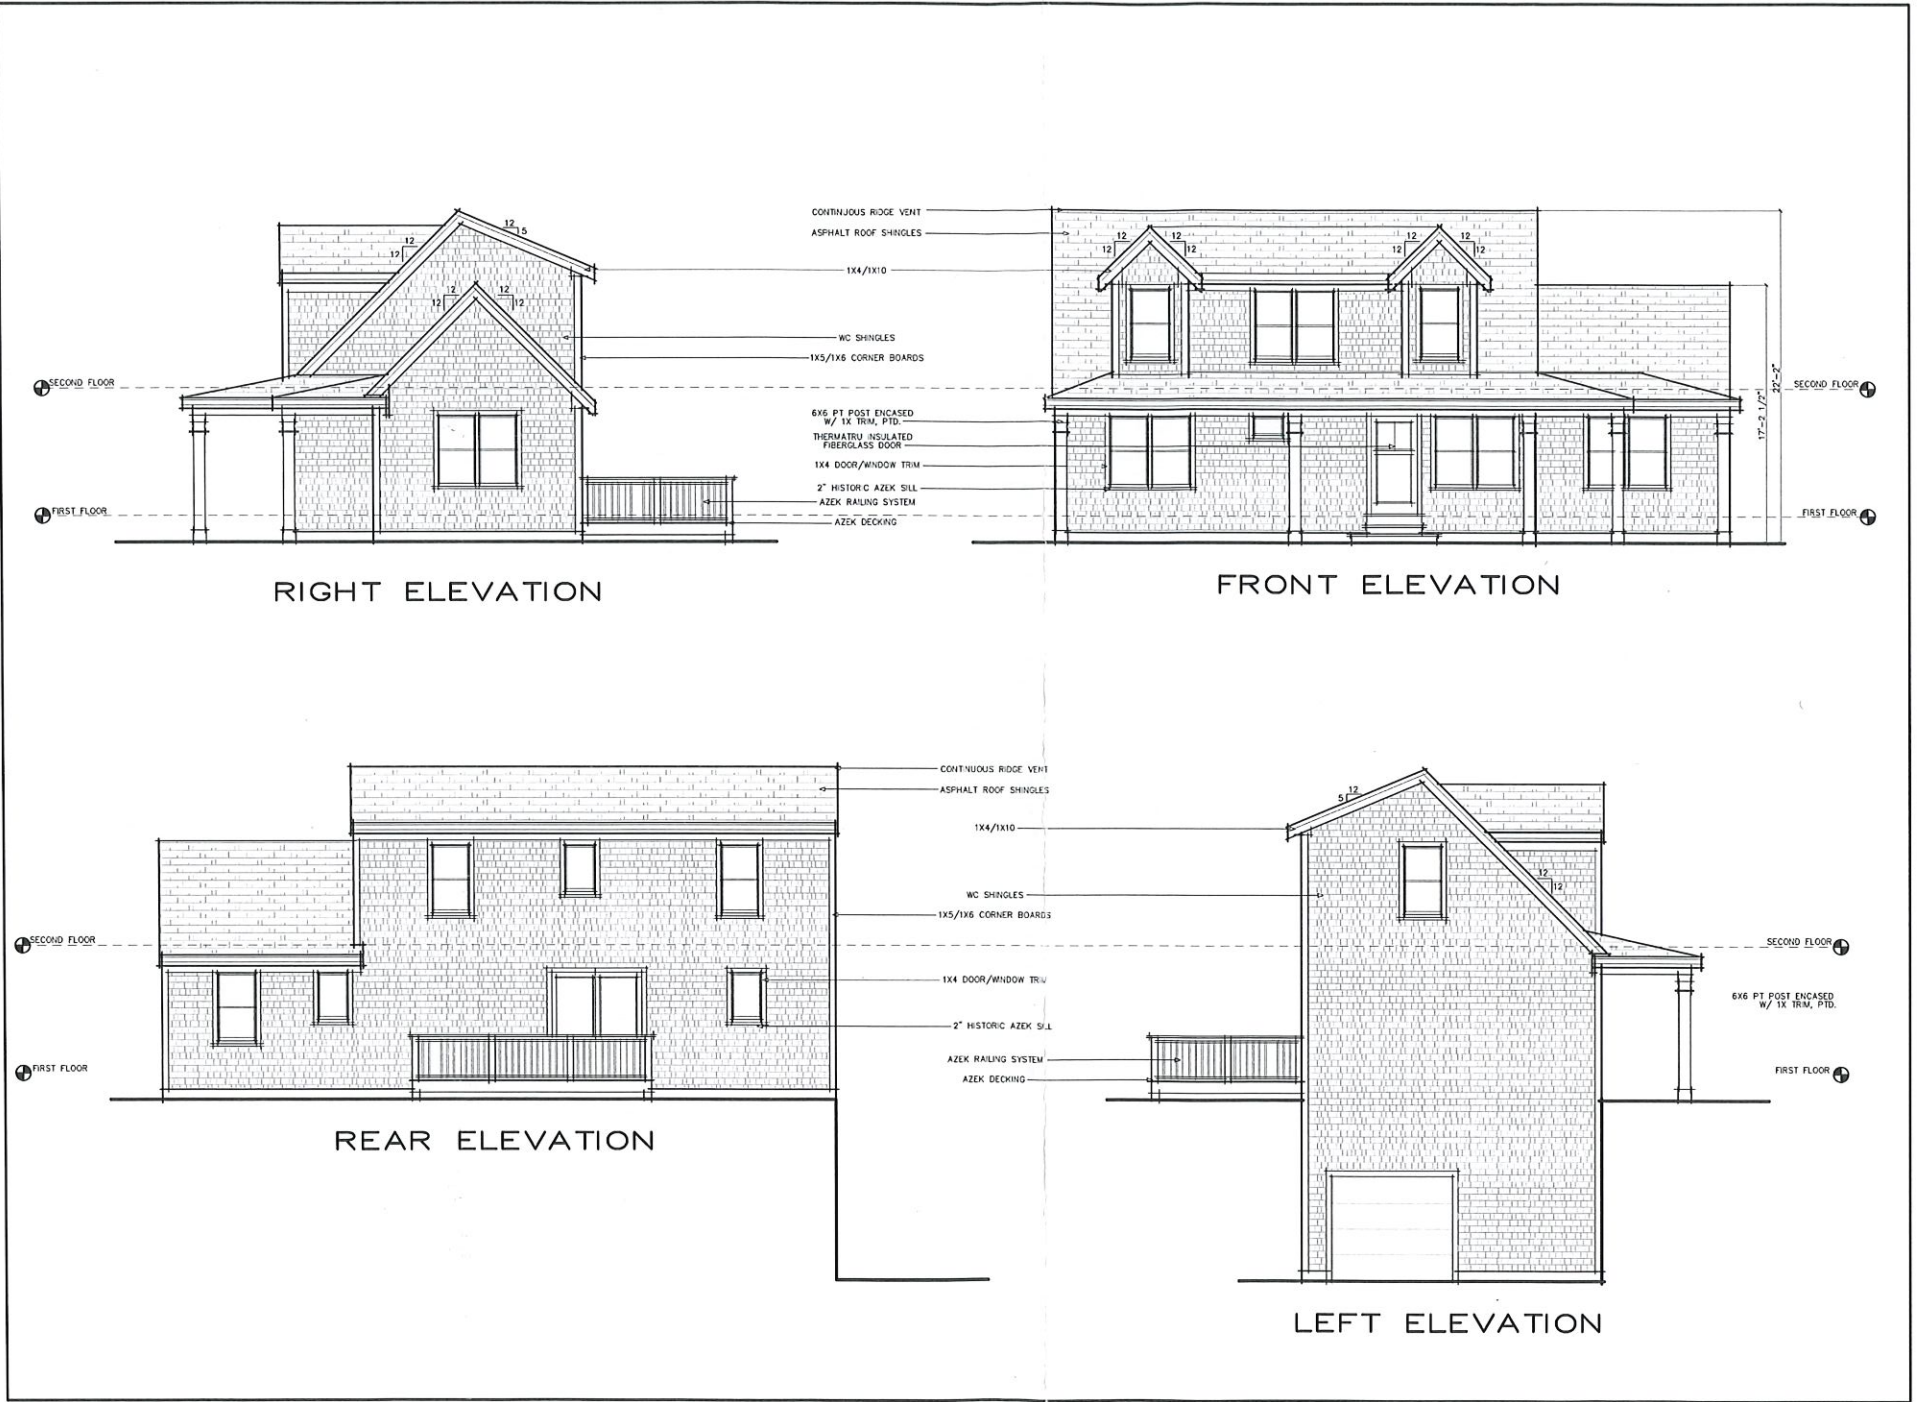 12
5
12
12
12
12
2
12
SECOND FLOOR
FIRST FLOOR
RIGHT ELEVATION
CONTINUOUS RIDGE VENT
ASPHALT ROOF SHINGLES
1X4/1X10
WC SHINGLES
1X5/1X6 CORNER BOARDS
6X6 PT POST ENCASED
W/ 1X TRIM, PTD.
THERMATRU INSULATED
FIBERGLASS DOOR
1X4 DOOR/WINDOW TRIM
2" HISTORIC AZEK SILL
AZEK RAILING SYSTEM
AZEK DECKING
12
12
12
12
12
12
12
12
22'-2"
17'-2 1/2"
SECOND FLOOR
FIRST FLOOR
FRONT ELEVATION
SECOND FLOOR
FIRST FLOOR
REAR ELEVATION
CONTINUOUS RIDGE VENT
ASPHALT ROOF SHINGLES
1X4/1X10
WC SHINGLES
1X5/1X6 CORNER BOARDS
1X4 DOOR/WINDOW TRIM
2" HISTORIC AZEK SILL
AZEK RAILING SYSTEM
AZEK DECKING
12
5
12
12
SECOND FLOOR
6X6 PT POST ENCASED
W/ 1X TRIM, PTD.
FIRST FLOOR
LEFT ELEVATION